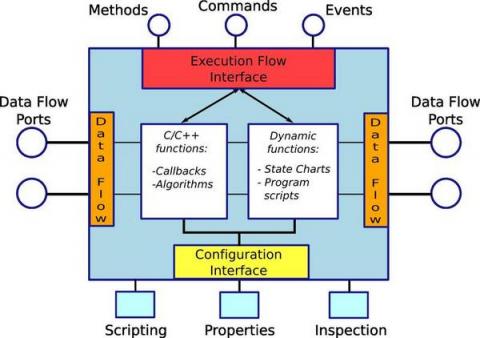 Methods
Commands
Events
Execution Flow
Interface
Data Flow
Ports
Data Flow
Ports
Data Flow
C/C++
functions:
-Callbacks
-Algorithms
Dynamic
functions:
- State Charts
- Program
scripts
Data Flow
Configuration
Interface
Scripting
Properties
Inspection